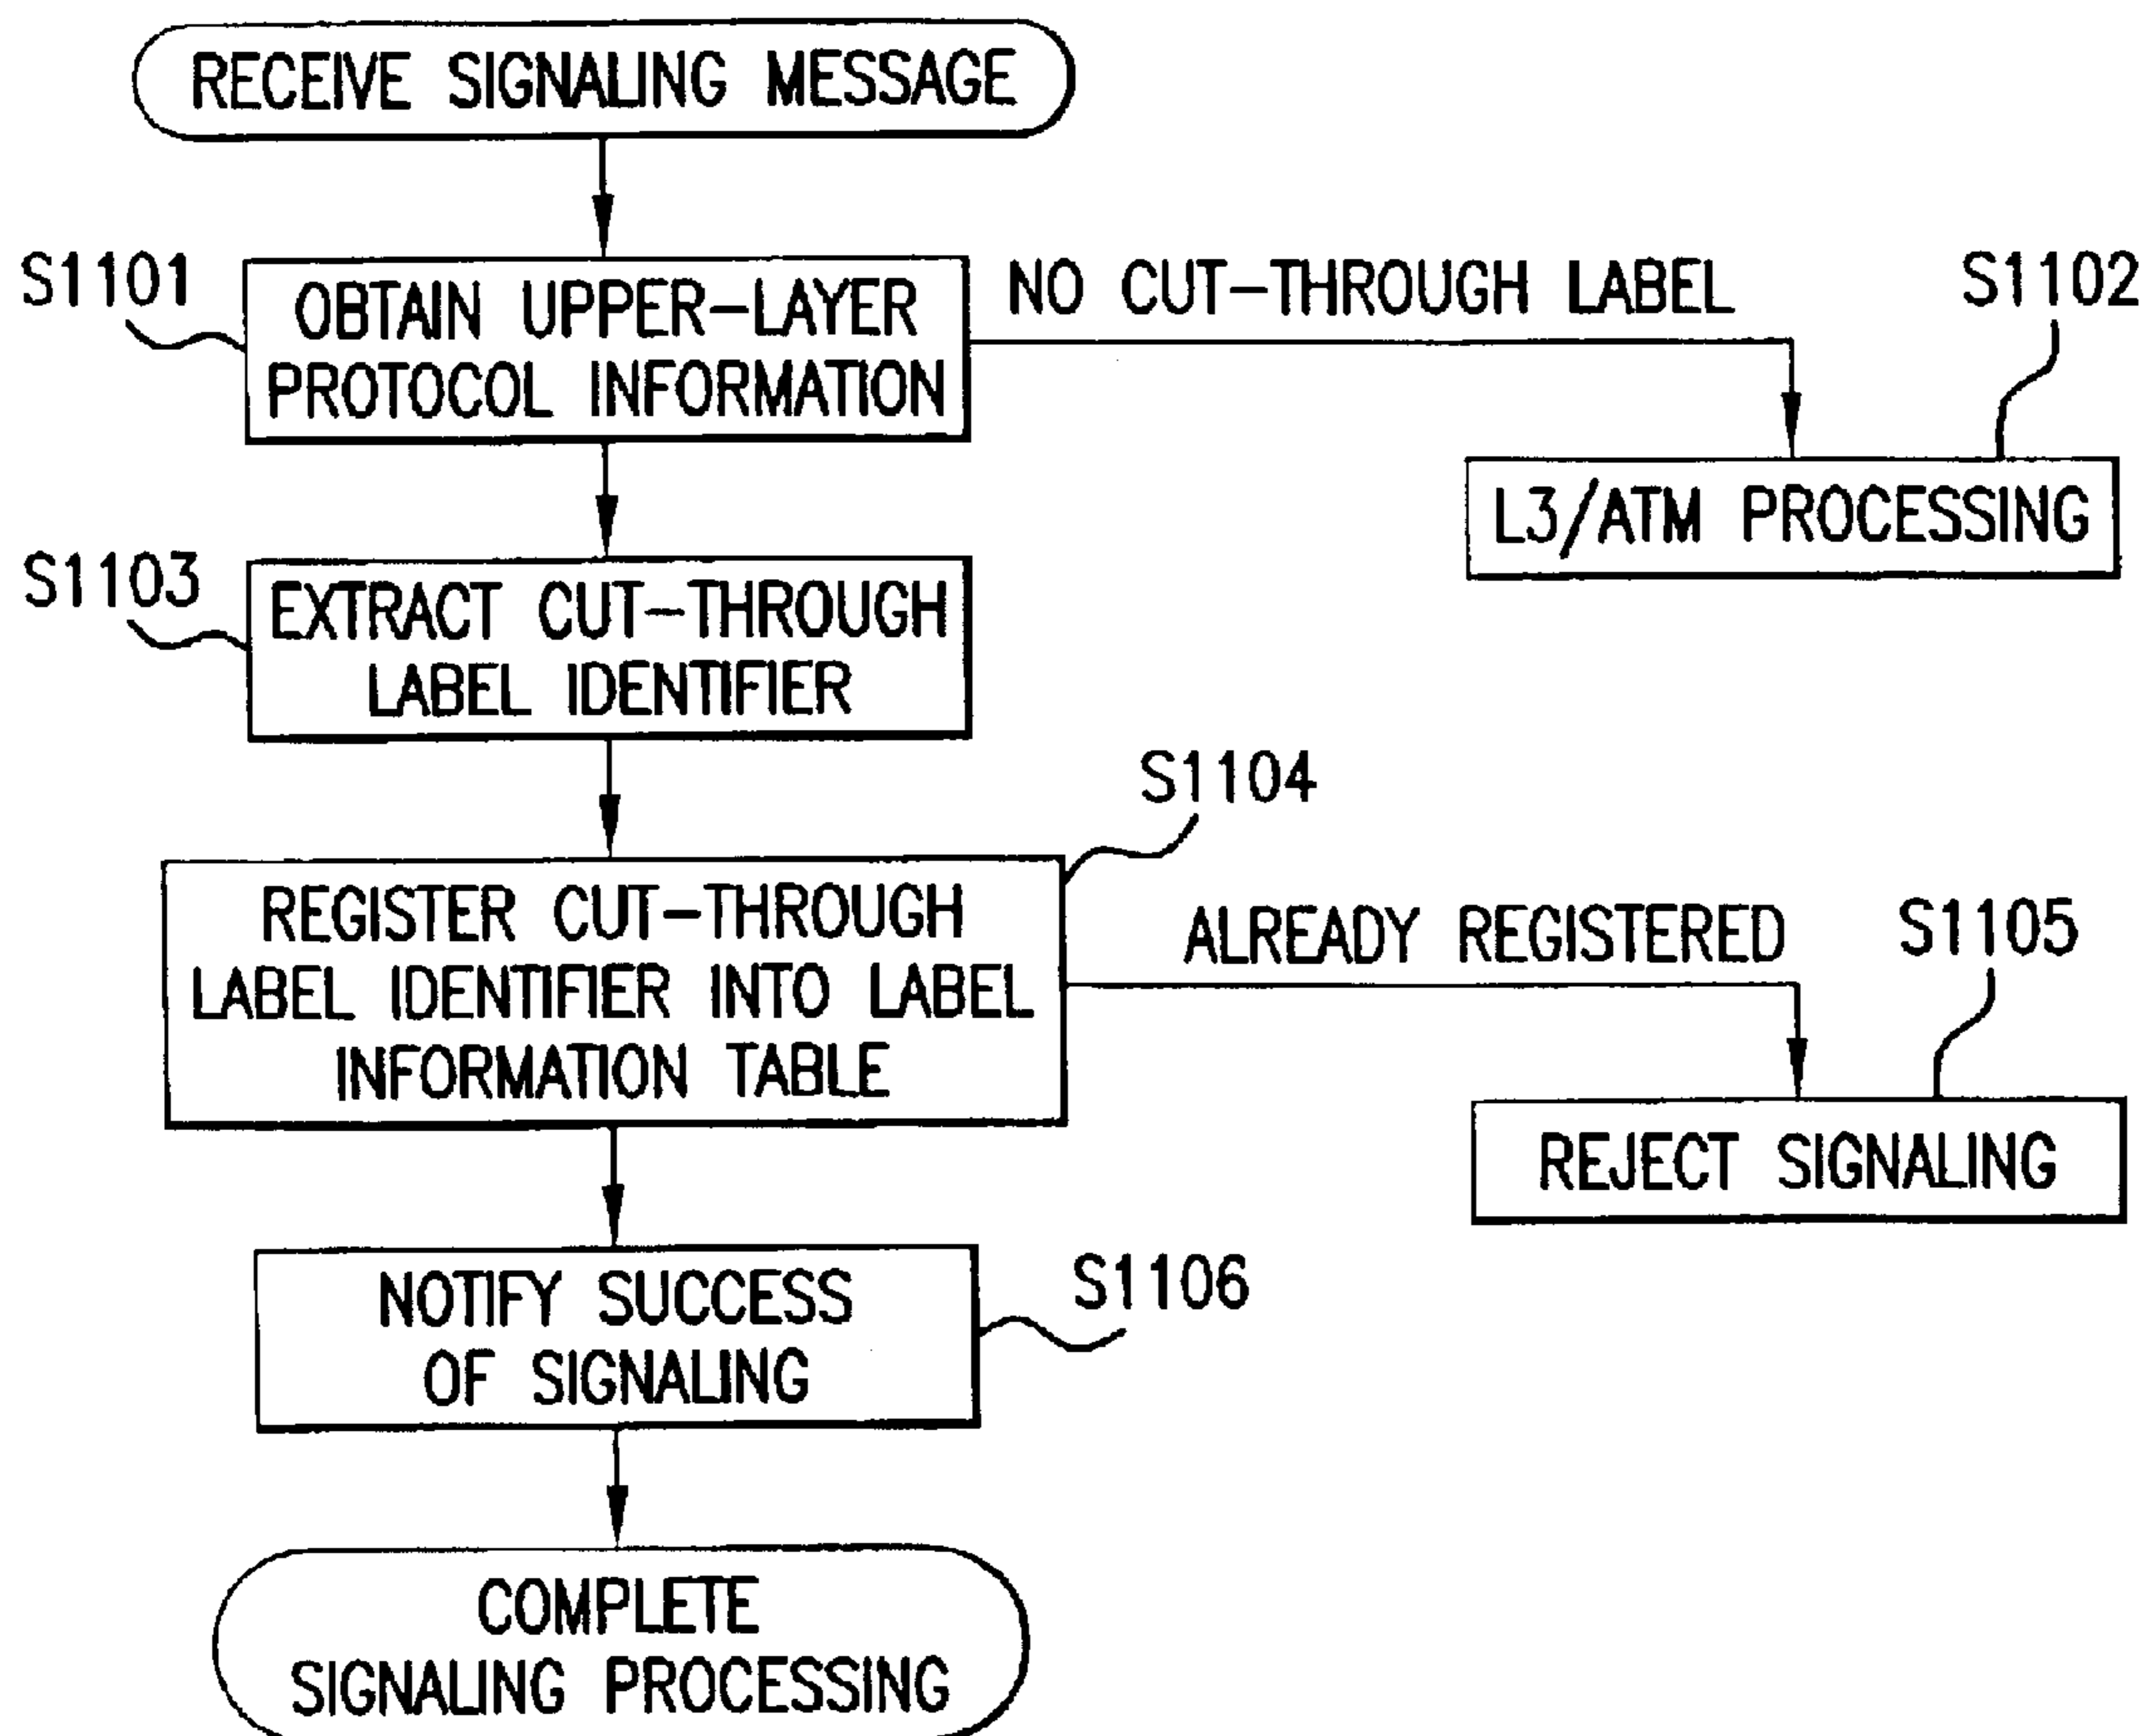 RECEIVE SIGNALING MESSAGE
S1101
OBTAIN UPPER-LAYER
PROTOCOL INFORMATION
NO CUT-THROUGH LABEL
S1102
L3/ATM PROCESSING
S1103
EXTRACT CUT-THROUGH
LABEL IDENTIFIER
S1104
REGISTER CUT-THROUGH
LABEL IDENTIFIER INTO LABEL
INFORMATION TABLE
ALREADY REGISTERED
S1105
REJECT SIGNALING
NOTIFY SUCCESS
OF SIGNALING
S1106
COMPLETE
SIGNALING PROCESSING